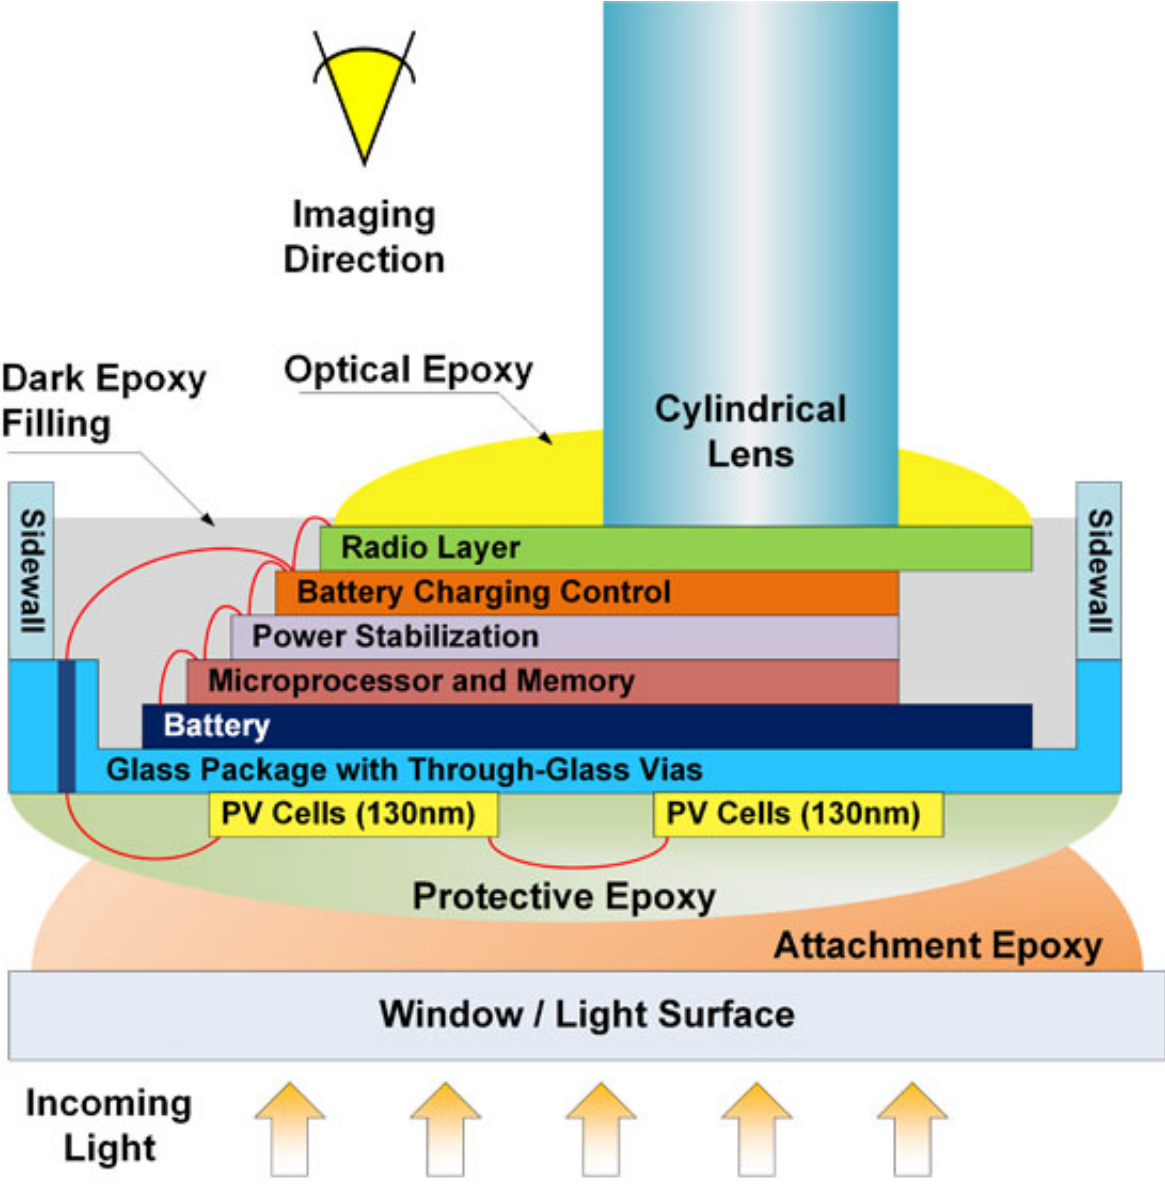 Imaging
Direction
Dark Epoxy
Filling
Optical Epoxy
Cylindrical
Lens
Sidewall
Sidewall
Radio Layer
Battery Charging Control
Power Stabilization
Microprocessor and Memory
Battery
Glass Package with Through-Glass Vias
PV Cells (130nm)
PV Cells (130nm)
Protective Epoxy
Attachment Epoxy
Window / Light Surface
Incoming
Light